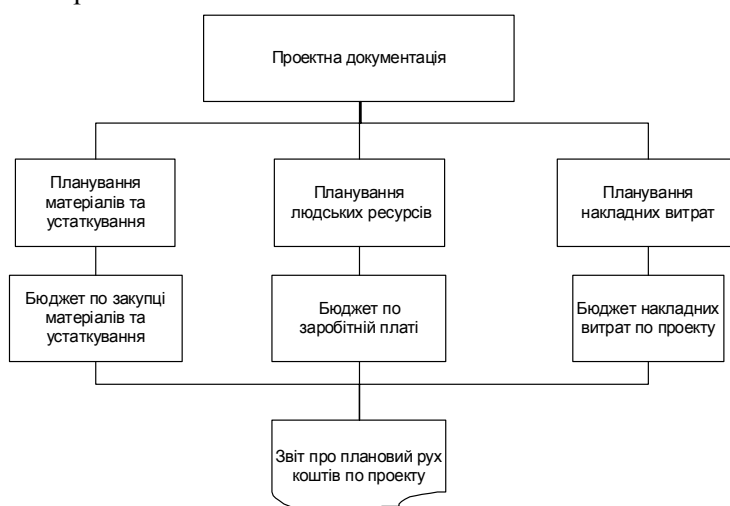 Проектна документація
Планування
матеріалів та
устаткування
Планування
людських ресурсів
Планування
накладних витрат
Бюджет по закупці
матеріалів та
устаткування
Бюджет по
заробітній платі
Бюджет накладних
витрат по проекту
Звіт про плановий рух
коштів по проекту